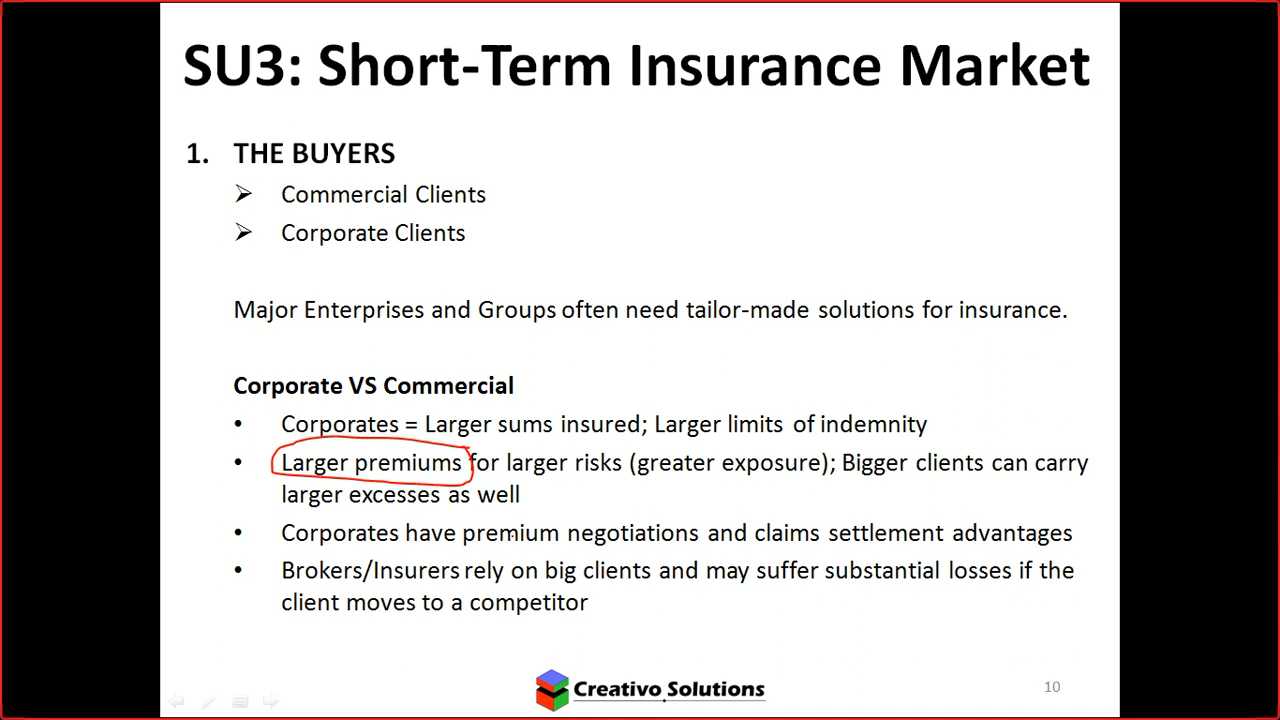 SU3: Short-Term Insurance Market
1. THE BUYERS
Commercial Clients
Corporate Clients
Major Enterprises and Groups often need tailor-made solutions for insurance.
Corporate VS Commercial
• Corporates = Larger sums insured; Larger limits of indemnity
• Larger premiums for larger risks (greater exposure); Bigger clients can carry
larger excesses as well
• Corporates have premium negotiations and claims settlement advantages
• Brokers/Insurers rely on big clients and may suffer substantial losses if the
client moves to a competitor
Creativo Solutions
10